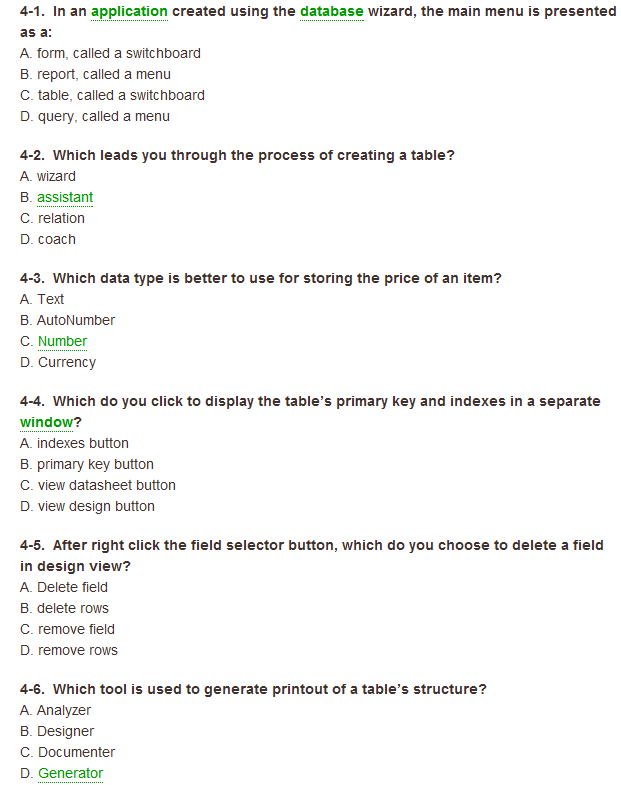 4-1.  In an application created using the database wizard, the main menu is presented
as a:
A. form, called a switchboard
B. report, called a menu
C. table, called a switchboard
D. query, called a menu
4-2.  Which leads you through the process of creating a table?
A. wizard
B. assistant
C. relation
D. coach
4-3.  Which data type is better to use for storing the price of an item?
A. Text
B. AutoNumber
C. Number
D. Currency
4-4.  Which do you click to display the table’s primary key and indexes in a separate
window?
A. indexes button
B. primary key button
C. view datasheet button
D. view design button
4-5.  After right click the field selector button, which do you choose to delete a field
in design view?
A. Delete field
B. delete rows
C. remove field
D. remove rows
4-6.  Which tool is used to generate printout of a table’s structure?
A. Analyzer
B. Designer
C. Documenter
D. Generator